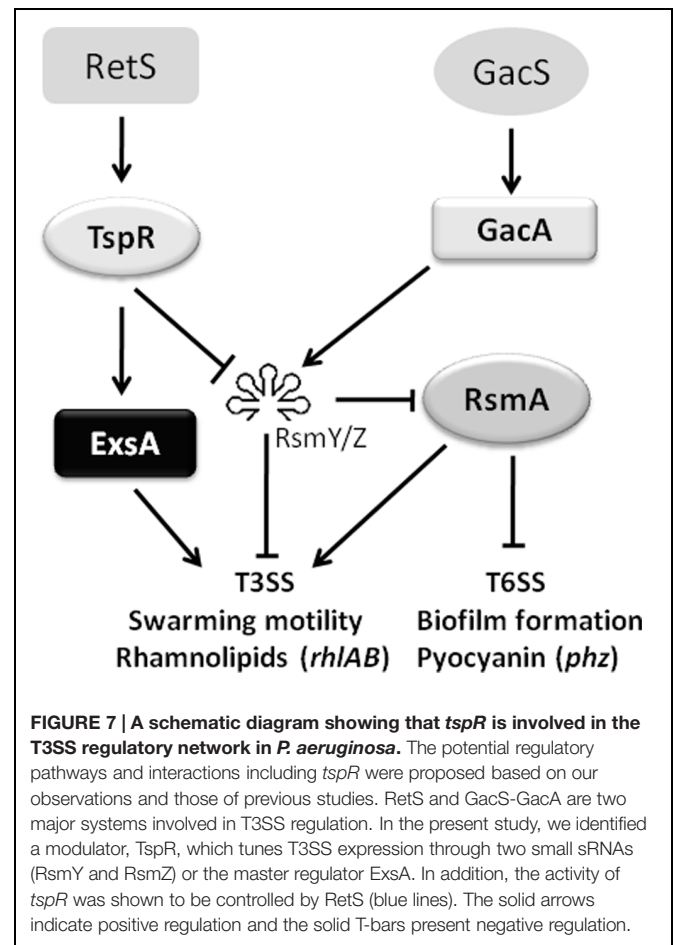 RetS
GacS
TspR
GacA
RsmY/Z
RsmA
ExsA
T3SS
Swarming motility
Rhamnolipids (rhlAB)
T6SS
Biofilm formation
Pyocyanin (phz)
FIGURE 7 | A schematic diagram showing that tspR is involved in the
T3SS regulatory network in P. aeruginosa. The potential regulatory
pathways and interactions including tspR were proposed based on our
observations and those of previous studies. RetS and GacS-GacA are two
major systems involved in T3SS regulation. In the present study, we identified
a modulator, TspR, which tunes T3SS expression through two small sRNAs
(RsmY and RsmZ) or the master regulator ExsA. In addition, the activity of
tspR was shown to be controlled by RetS (blue lines). The solid arrows
indicate positive regulation and the solid T-bars present negative regulation.